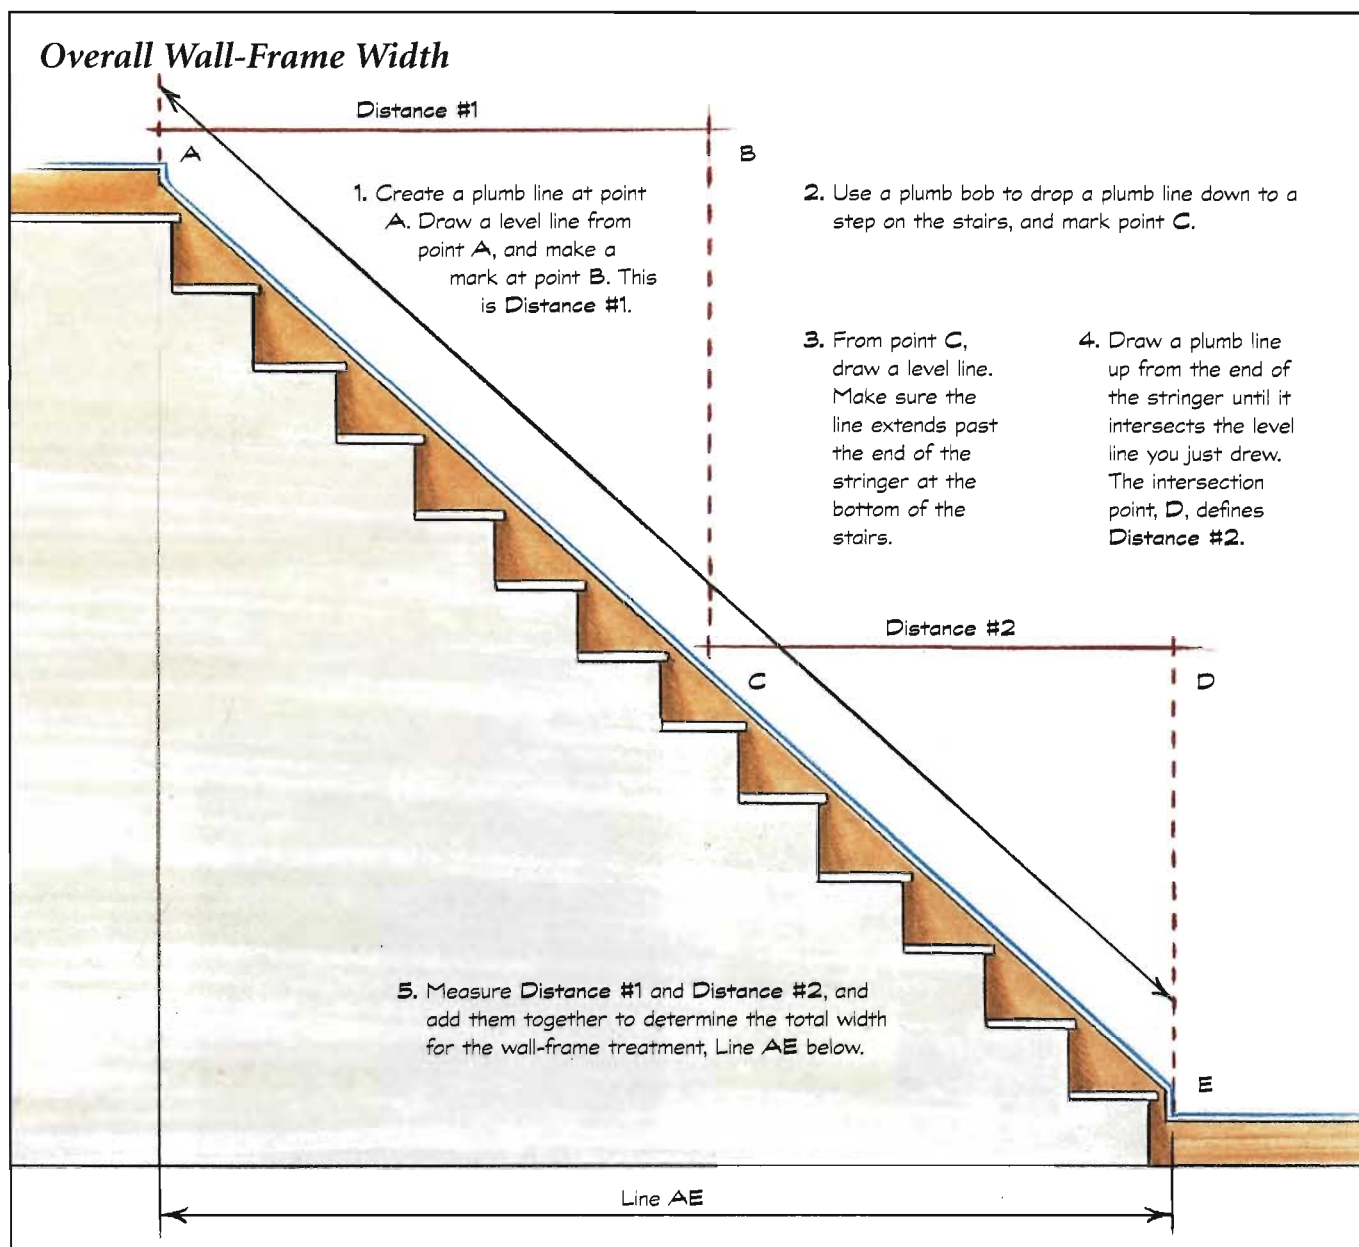 Overall Wall-Frame Width
Distance #1
A
B
1. Create a plumb line at point
A. Draw a level line from
point A, and make a
mark at point B. This
is Distance #1.
2. Use a plumb bob to drop a plumb line down to a
step on the stairs, and mark point C.
3. From point C,
draw a level line.
Make sure the
line extends past
the end of the
stringer at the
bottom of the
stairs.
4. Draw a plumb line
up from the end of
the stringer until it
intersects the level
line you just drew.
The intersection
point, D, defines
Distance #2.
Distance #2
C
D
5. Measure Distance #1 and Distance #2, and
add them together to determine the total width
for the wall-frame treatment, Line AE below.
E
Line AE